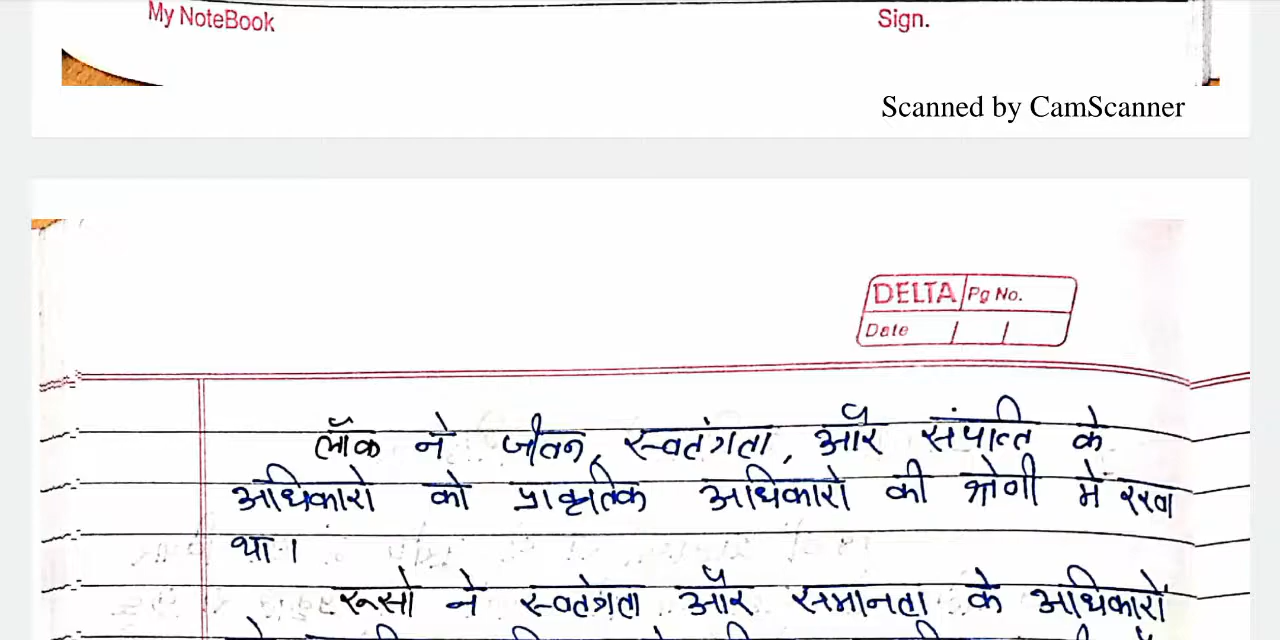 My NoteBook Sign.
Scanned by CamScanner
DELTA Pg No.
Date
लॉक ने जीवन, स्वतंत्रता, और संपत्ति के
अधिकारो को प्राकृतिक अधिकारो की श्रेणी में रखा
था।
रूसो ने स्वतंत्रता और समानता के अधिकारों